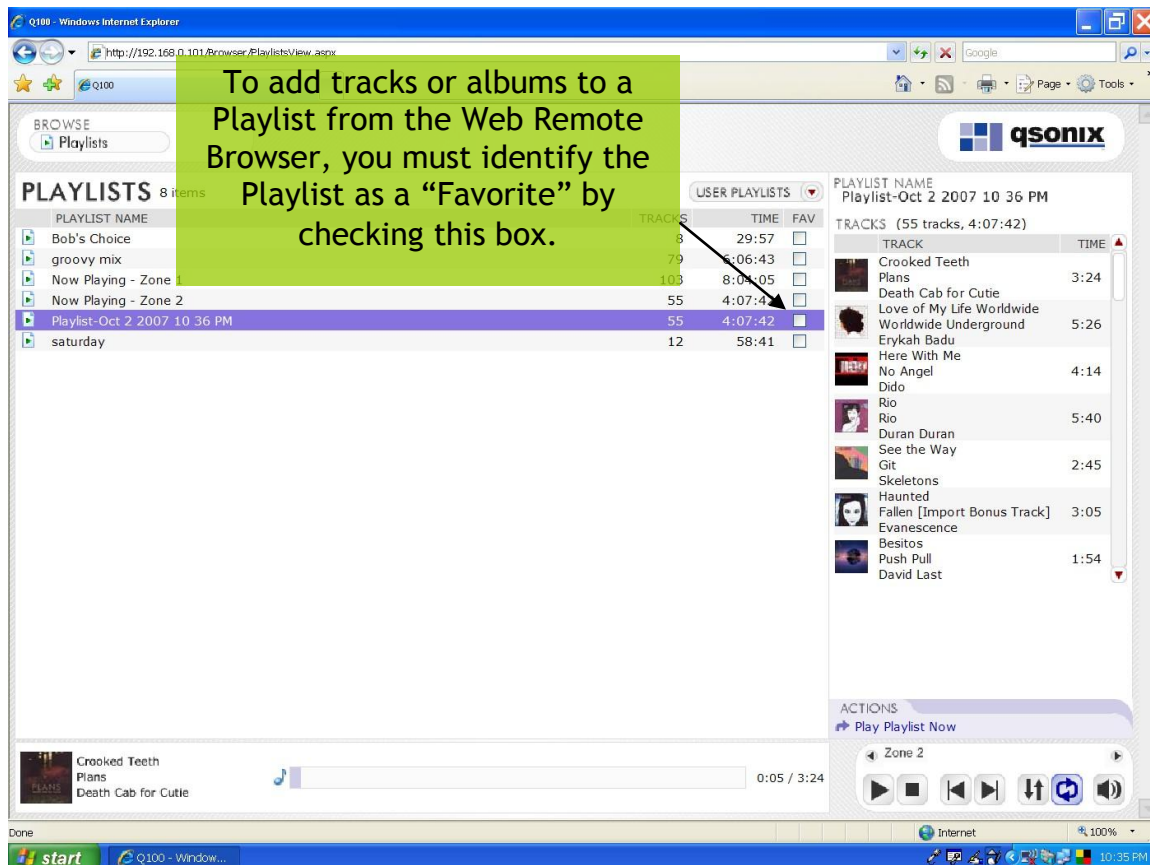 Q100 - Windows Internet Explorer
http://192.168.0.101/Browser/PlaylistsView.aspx
Google
Q100
Page
Tools
To add tracks or albums to a
Playlist from the Web Remote
Browser, you must identify the
Playlist as a “Favorite” by
checking this box.
BROWSE
Playlists
qsonix
PLAYLISTS 8 items
USER PLAYLISTS
PLAYLIST NAME TRACKS TIME FAV
Bob's Choice 8 29:57
groovy mix 79 6:06:43
Now Playing - Zone 1 103 8:04:05
Now Playing - Zone 2 55 4:07:42
Playlist-Oct 2 2007 10 36 PM 55 4:07:42
saturday 12 58:41
PLAYLIST NAME
Playlist-Oct 2 2007 10 36 PM
TRACKS (55 tracks, 4:07:42)
TRACK TIME
Crooked Teeth
Plans 3:24
Death Cab for Cutie
Love of My Life Worldwide
Worldwide Underground 5:26
Erykah Badu
Here With Me
No Angel 4:14
Dido
Rio
Rio 5:40
Duran Duran
See the Way
Git 2:45
Skeletons
Haunted
Fallen [Import Bonus Track] 3:05
Evanescence
Besitos
Push Pull 1:54
David Last
ACTIONS
Play Playlist Now
Crooked Teeth
Plans
Death Cab for Cutie
0:05 / 3:24
Zone 2
Done
Internet
100%
start
Q100 - Window...
10:35 PM